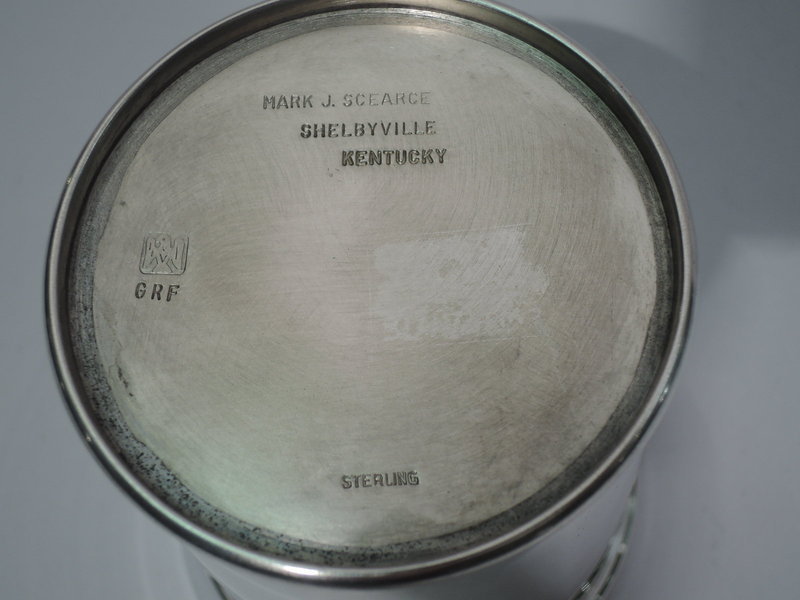 MARK J. SCEARCE
SHELBYVILLE
KENTUCKY
GRF
STERLING